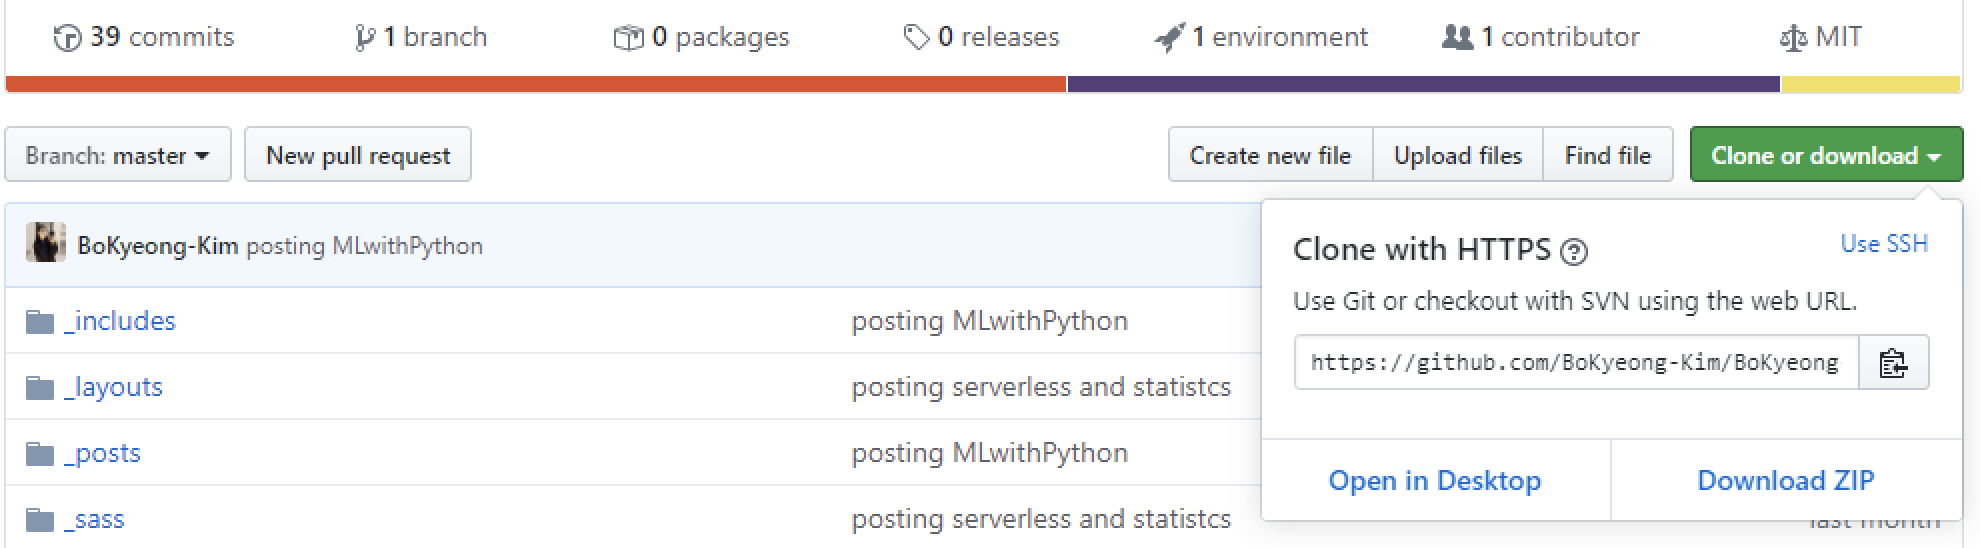 39 commits 1 branch 0 packages 0 releases 1 environment 1 contributor MIT
Branch: master New pull request Create new file Upload files Find file Clone or download
BoKyeong-Kim posting MLwithPython
Clone with HTTPS Use SSH
Use Git or checkout with SVN using the web URL.
_includes posting MLwithPython
https://github.com/BoKyeong-Kim/BoKyeong
_layouts posting serverless and statistcs
_posts posting MLwithPython
Open in Desktop Download ZIP
_sass posting serverless and statistcs last month